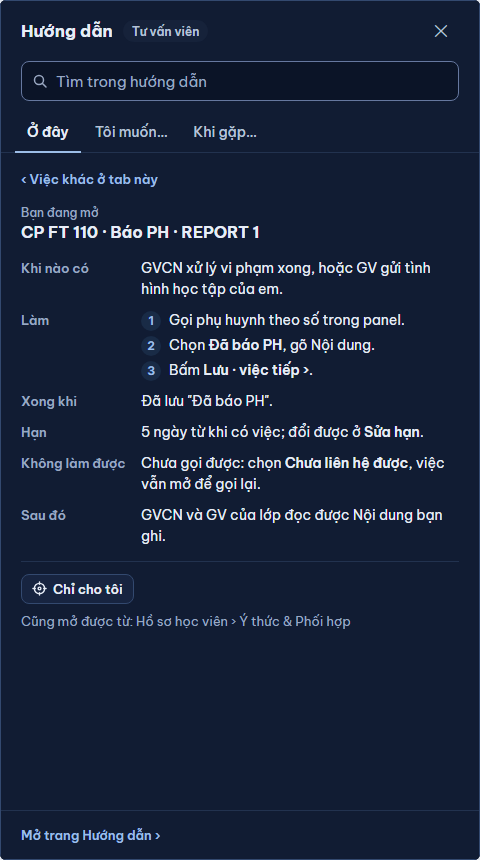 Hướng dẫn Tư vấn viên
Tìm trong hướng dẫn
Ở đây Tôi muốn... Khi gặp...
‹ Việc khác ở tab này
Bạn đang mở
CP FT 110 · Báo PH · REPORT 1
Khi nào có GVCN xử lý vi phạm xong, hoặc GV gửi tình
hình học tập của em.
Làm 1 Gọi phụ huynh theo số trong panel.
2 Chọn Đã báo PH, gõ Nội dung.
3 Bấm Lưu · việc tiếp ›.
Xong khi Đã lưu "Đã báo PH".
Hạn 5 ngày từ khi có việc; đổi được ở Sửa hạn.
Không làm được Chưa gọi được: chọn Chưa liên hệ được, việc
vẫn mở để gọi lại.
Sau đó GVCN và GV của lớp đọc được Nội dung bạn
ghi.
Chỉ cho tôi
Cũng mở được từ: Hồ sơ học viên › Ý thức & Phối hợp
Mở trang Hướng dẫn ›